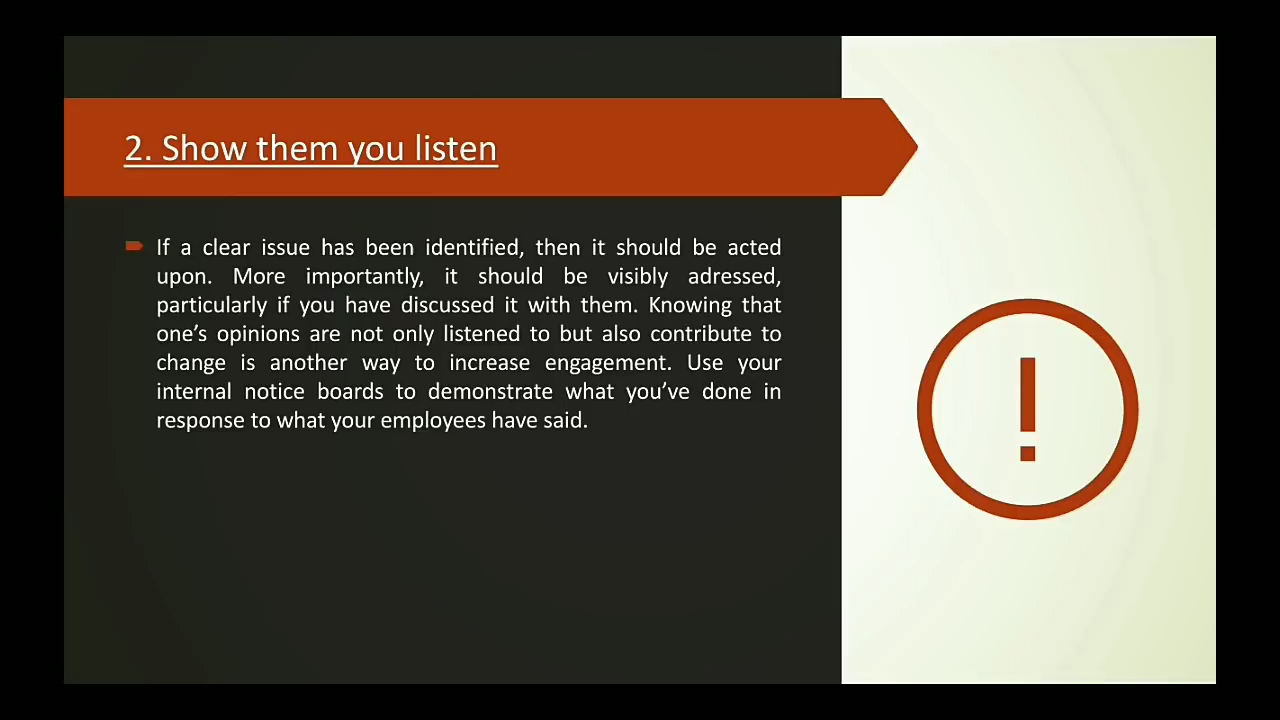 2. Show them you listen
If a clear issue has been identified, then it should be acted
upon. More importantly, it should be visibly adressed,
particularly if you have discussed it with them. Knowing that
one’s opinions are not only listened to but also contribute to
change is another way to increase engagement. Use your
internal notice boards to demonstrate what you’ve done in
response to what your employees have said.
!